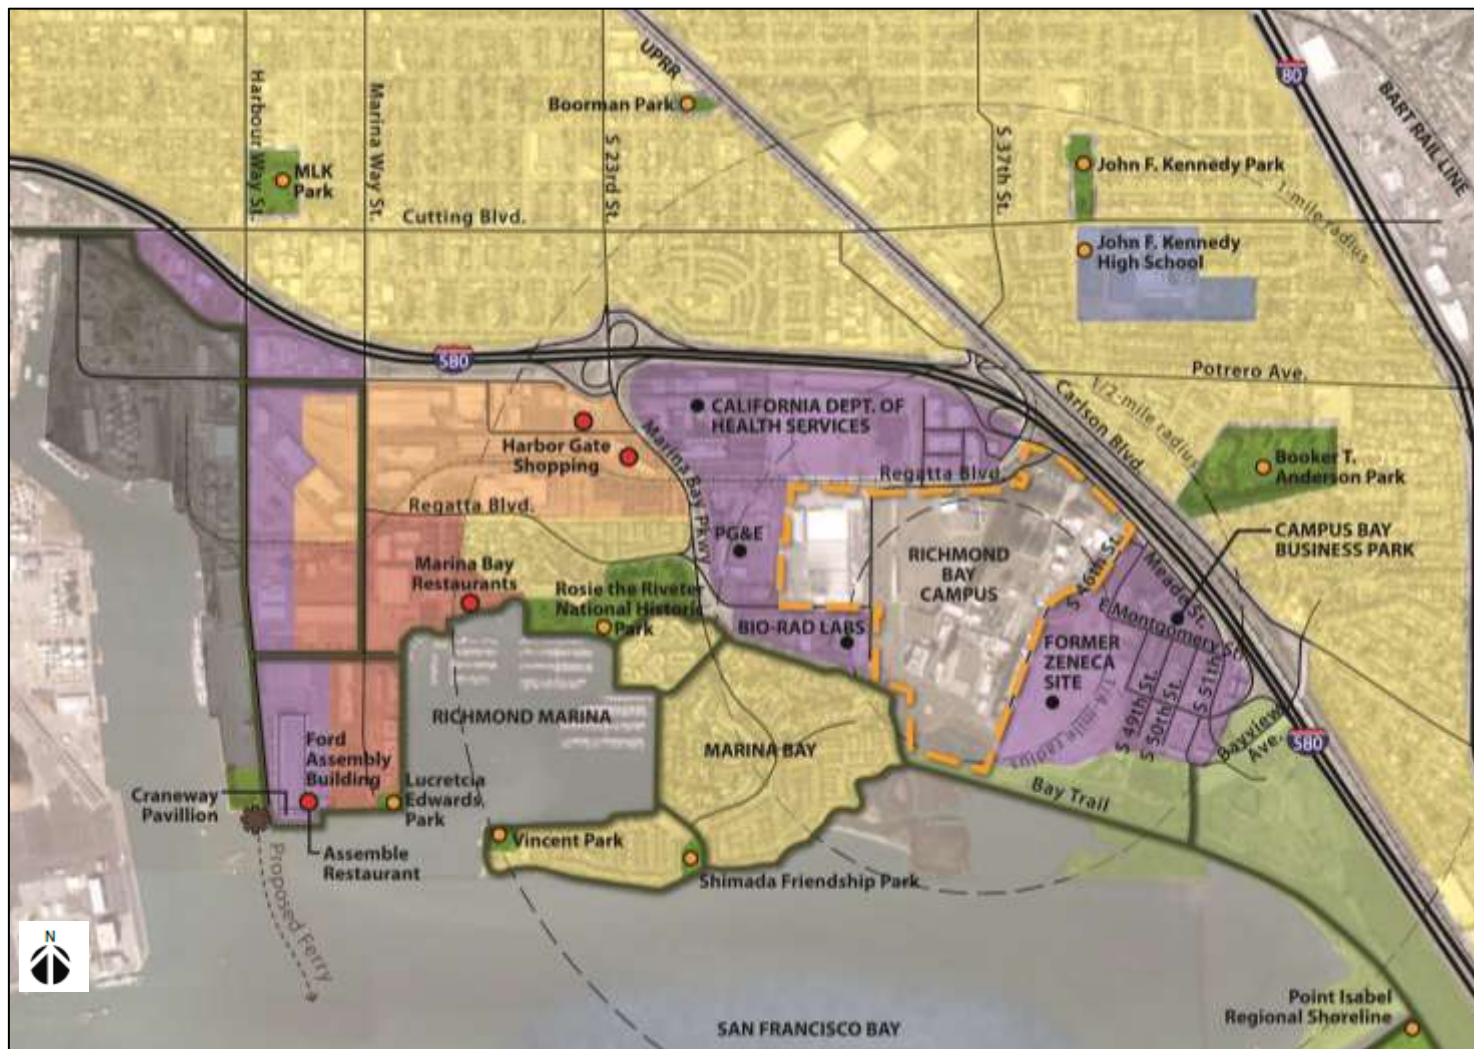 UPRR
80
BART RAIL LINE
Harbour Way St.
Marina Way St.
Boorman Park
S 23rd St.
S 37th St.
John F. Kennedy Park
MLK
Park
1-mile radius
Cutting Blvd.
John F. Kennedy
High School
580
Potrero Ave.
Carlson Blvd
1/2-mile radius
CALIFORNIA DEPT. OF
HEALTH SERVICES
Harbor Gate
Shopping
Marina Bay Pkwy
Regatta Blvd
Booker T.
Anderson Park
Regatta Blvd.
PG&E
CAMPUS BAY
BUSINESS PARK
RICHMOND
BAY
CAMPUS
S 46th St.
Meade St.
Marina Bay
Restaurants
Rosie the Riveter
National Historic
Park
E Montgomery St.
BIO-RAD LABS
FORMER
ZENECA
SITE
1/4 mile radius
S 49th St.
S 50th St.
S 51th
RICHMOND MARINA
MARINA BAY
Bayview
Ave.
580
Ford
Assembly
Building
Lucretcia
Edwards
Park
Craneway
Pavillion
Bay Trail
Assemble
Restaurant
Vincent Park
Shimada Friendship Park
Proposed Ferry
N
Point Isabel
Regional Shoreline
SAN FRANCISCO BAY